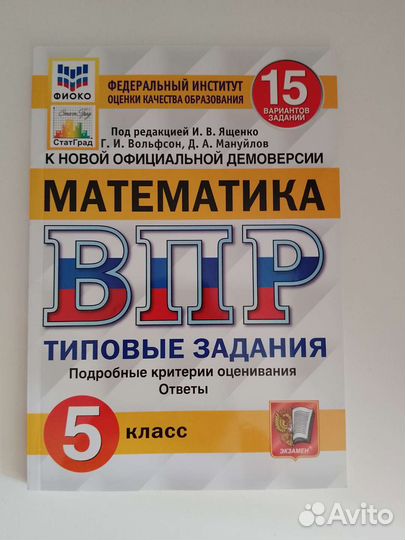 ФИОКО
ФЕДЕРАЛЬНЫЙ ИНСТИТУТ
ОЦЕНКИ КАЧЕСТВА ОБРАЗОВАНИЯ
15
ВАРИАНТОВ
ЗАДАНИЙ
СтатГрад
СтатГрад
Под редакцией И. В. Ященко
Г. И. Вольфсон, Д. А. Мануйлов
К НОВОЙ ОФИЦИАЛЬНОЙ ДЕМОВЕРСИИ
МАТЕМАТИКА
ВПР
ТИПОВЫЕ ЗАДАНИЯ
Подробные критерии оценивания
Ответы
5 класс
ЭКЗАМЕН
Avito